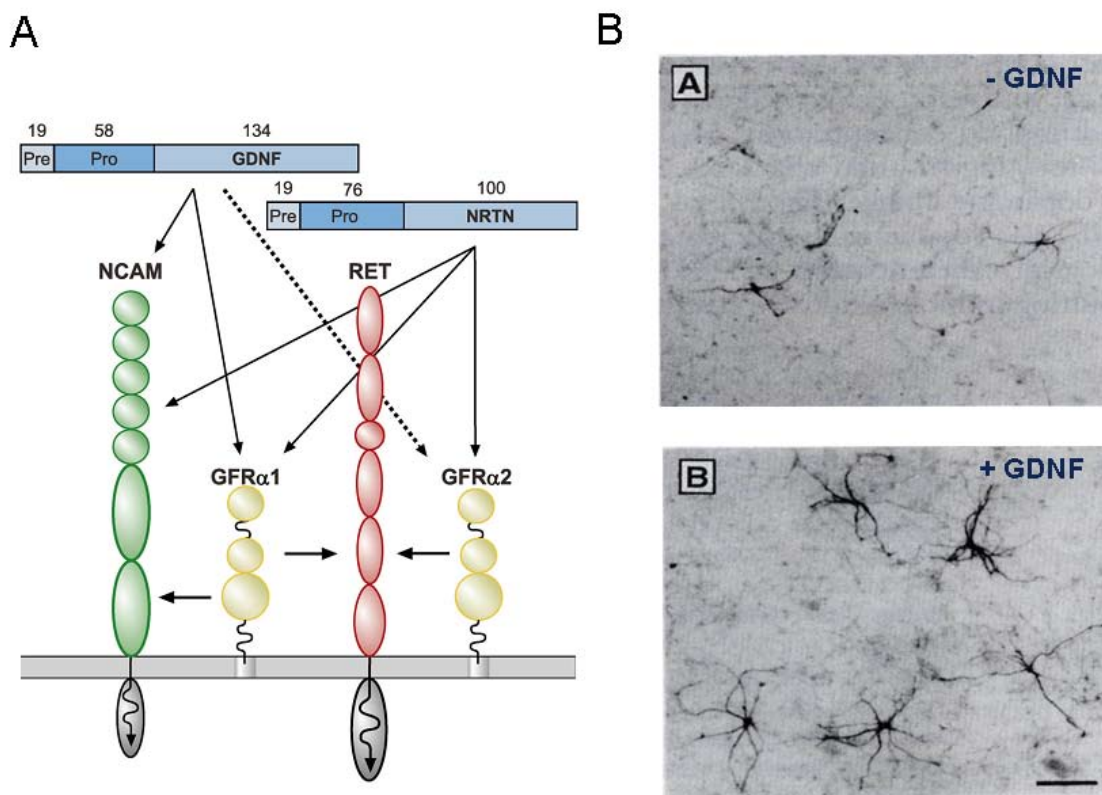 A
19 58 134
Pre Pro GDNF
19 76 100
Pre Pro NRTN
NCAM RET
GFRα1 GFRα2
B
A - GDNF
B + GDNF